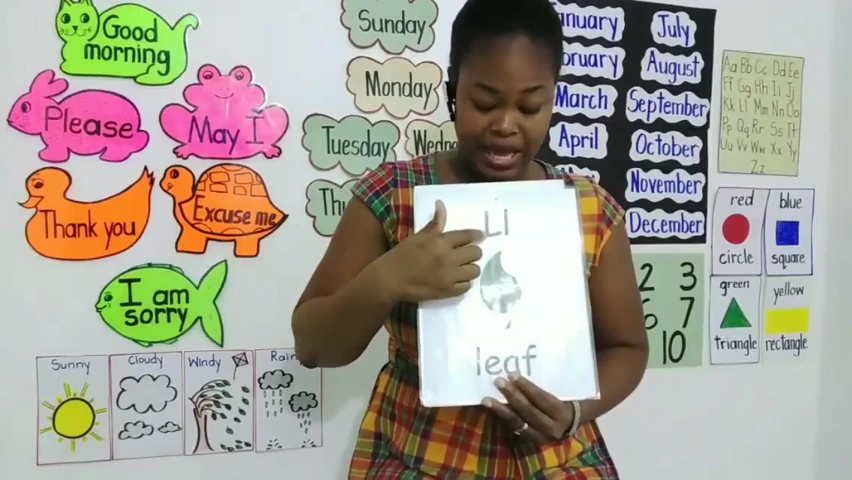 Good
morning
Please
May I
Thank you
Excuse me
I am
sorry
Sunny
Cloudy
Windy
Sunday
Monday
Tuesday
January
March
April
July
August
September
October
November
December
Aa Bb Cc Dd Ee
Ff Gg Hh Ii Jj
Kk Ll Mm Nn Oo
Pp Qq Rr Ss Tt
Uu Vv Ww Xx Yy
Zz
red
circle
blue
square
green
triangle
yellow
rectangle
2 3
6 7
10
Ll
leaf